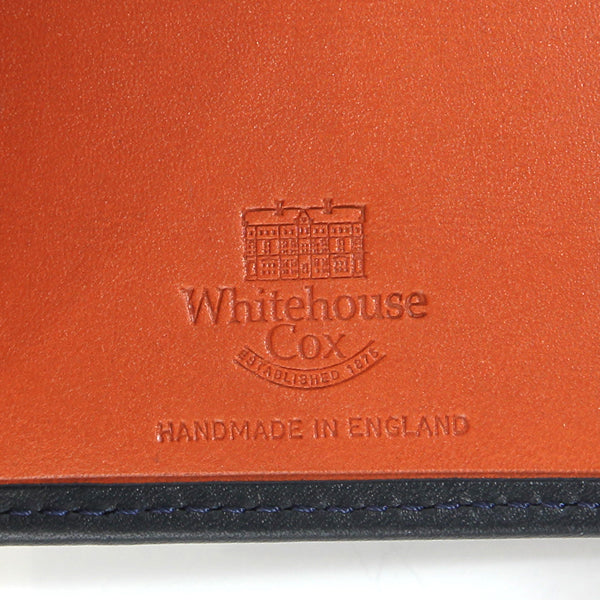 Whitehouse
Cox
ESTABLISHED 1875
HANDMADE IN ENGLAND